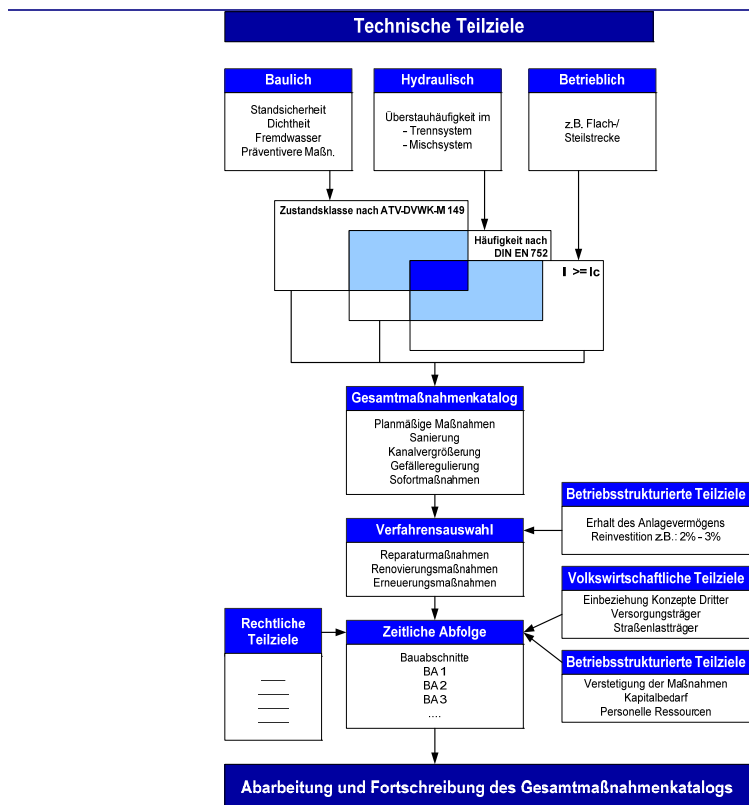 Technische Teilziele
Baulich
Standsicherheit
Dichtheit
Fremdwasser
Präventivere Maßn.
Hydraulisch
Überstauhäufigkeit im
- Trennsystem
- Mischsystem
Betrieblich
z.B. Flach-/
Steilstrecke
Zustandsklasse nach ATV-DVWK-M 149
Häufigkeit nach
DIN EN 752
I >= Ic
Gesamtmaßnahmenkatalog
Planmäßige Maßnahmen
Sanierung
Kanalvergrößerung
Gefälleregulierung
Sofortmaßnahmen
Betriebsstrukturierte Teilziele
Erhalt des Anlagevermögens
Reinvestition z.B.: 2% - 3%
Verfahrensauswahl
Reparaturmaßnahmen
Renovierungsmaßnahmen
Erneuerungsmaßnahmen
Volkswirtschaftliche Teilziele
Einbeziehung Konzepte Dritter
Versorgungsträger
Straßenlastträger
Rechtliche
Teilziele
Zeitliche Abfolge
Bauabschnitte
BA 1
BA 2
BA 3
....
Betriebsstrukturierte Teilziele
Verstetigung der Maßnahmen
Kapitalbedarf
Personelle Ressourcen
Abarbeitung und Fortschreibung des Gesamtmaßnahmenkatalogs